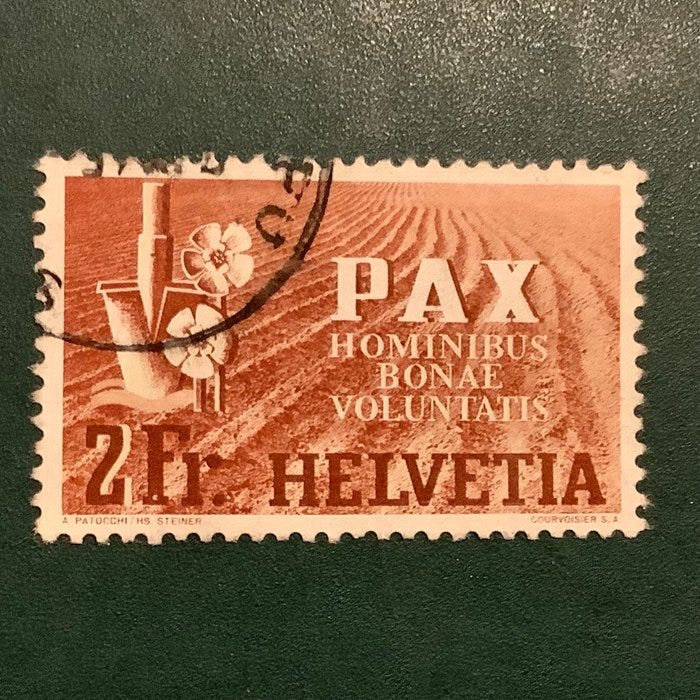 PAX
HOMINIBUS
BONAE
VOLUNTATIS
2 Fr. HELVETIA
A PATOCCHI/HS STEINER
COURVOISIER S.A